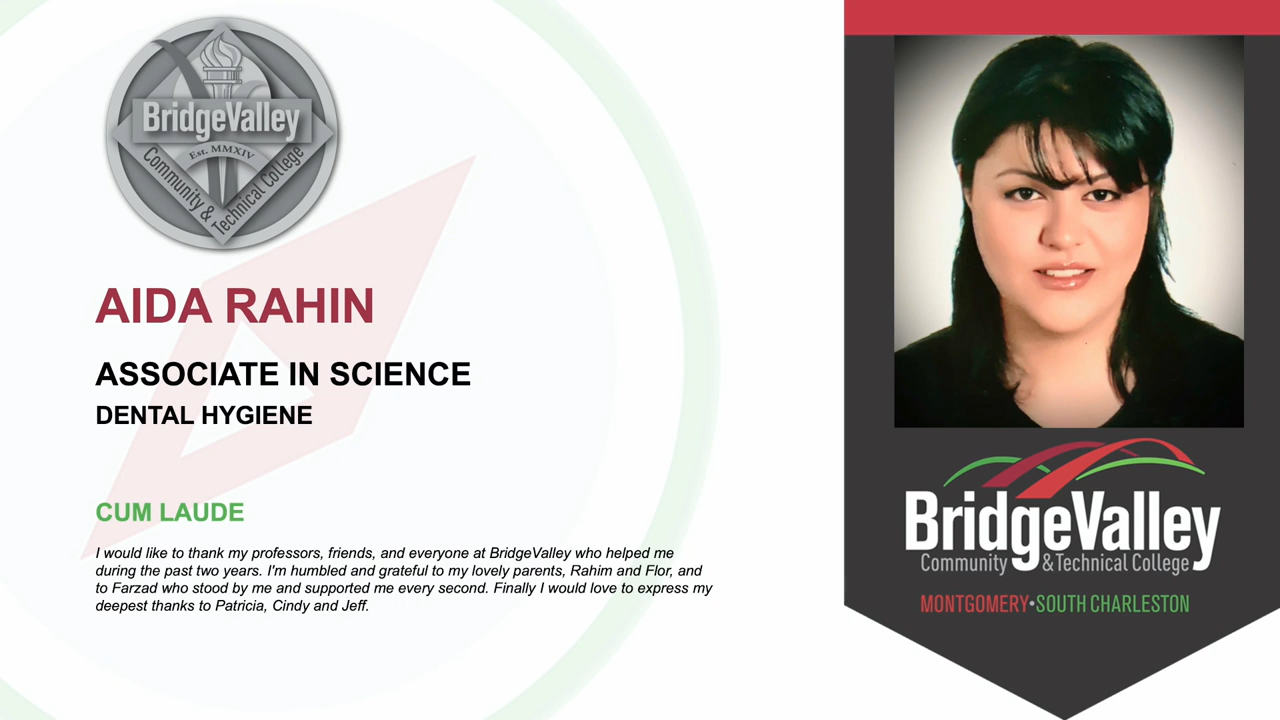 BridgeValley
Est. MMXIV
Community & Technical College
AIDA RAHIN
ASSOCIATE IN SCIENCE
DENTAL HYGIENE
CUM LAUDE
I would like to thank my professors, friends, and everyone at BridgeValley who helped me
during the past two years. I'm humbled and grateful to my lovely parents, Rahim and Flor, and
to Farzad who stood by me and supported me every second. Finally I would love to express my
deepest thanks to Patricia, Cindy and Jeff.
BridgeValley
Community & Technical College
MONTGOMERY•SOUTH CHARLESTON